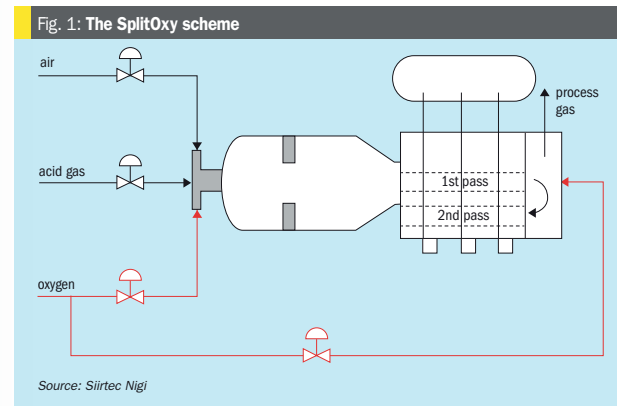 Fig. 1: The SplitOxy scheme
air
process
gas
acid gas
1st pass
2nd pass
oxygen
Source: Siirtec Nigi